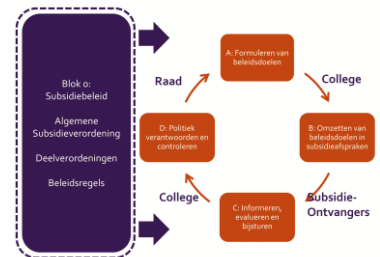 Blok 0:
Subsidiebeleid
Algemene
Subsidieverordening
Deelverordeningen
Beleidsregels
A: Formuleren van
beleidsdoelen
Raad
College
D: Politiek
verantwoorden en
controleren
B: Omzetten van
beleidsdoelen in
subsidieafspraken
College
Subsidie-
Ontvangers
C: Informeren,
evalueren en
bijsturen